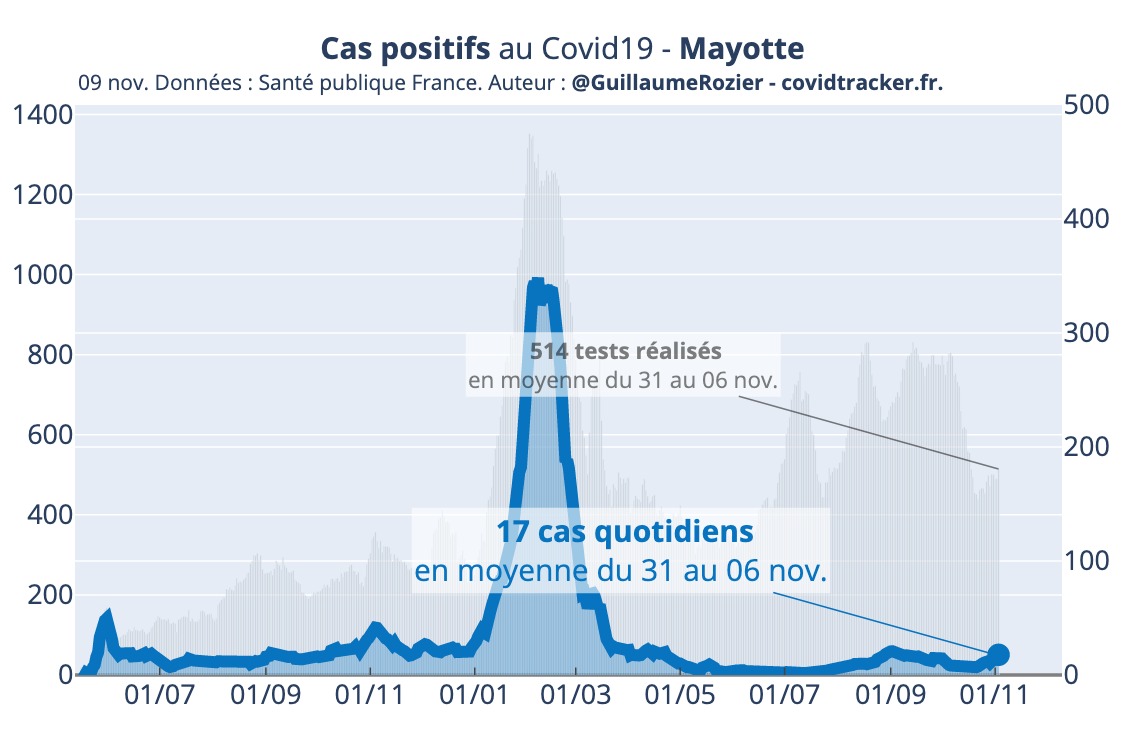 Cas positifs au Covid19 - Mayotte
09 nov. Données : Santé publique France. Auteur : @GuillaumeRozier - covidtracker.fr.
1400
1200
1000
800
600
400
200
0
500
400
300
200
100
0
514 tests réalisés
en moyenne du 31 au 06 nov.
17 cas quotidiens
en moyenne du 31 au 06 nov.
01/07 01/09 01/11 01/01 01/03 01/05 01/07 01/09 01/11